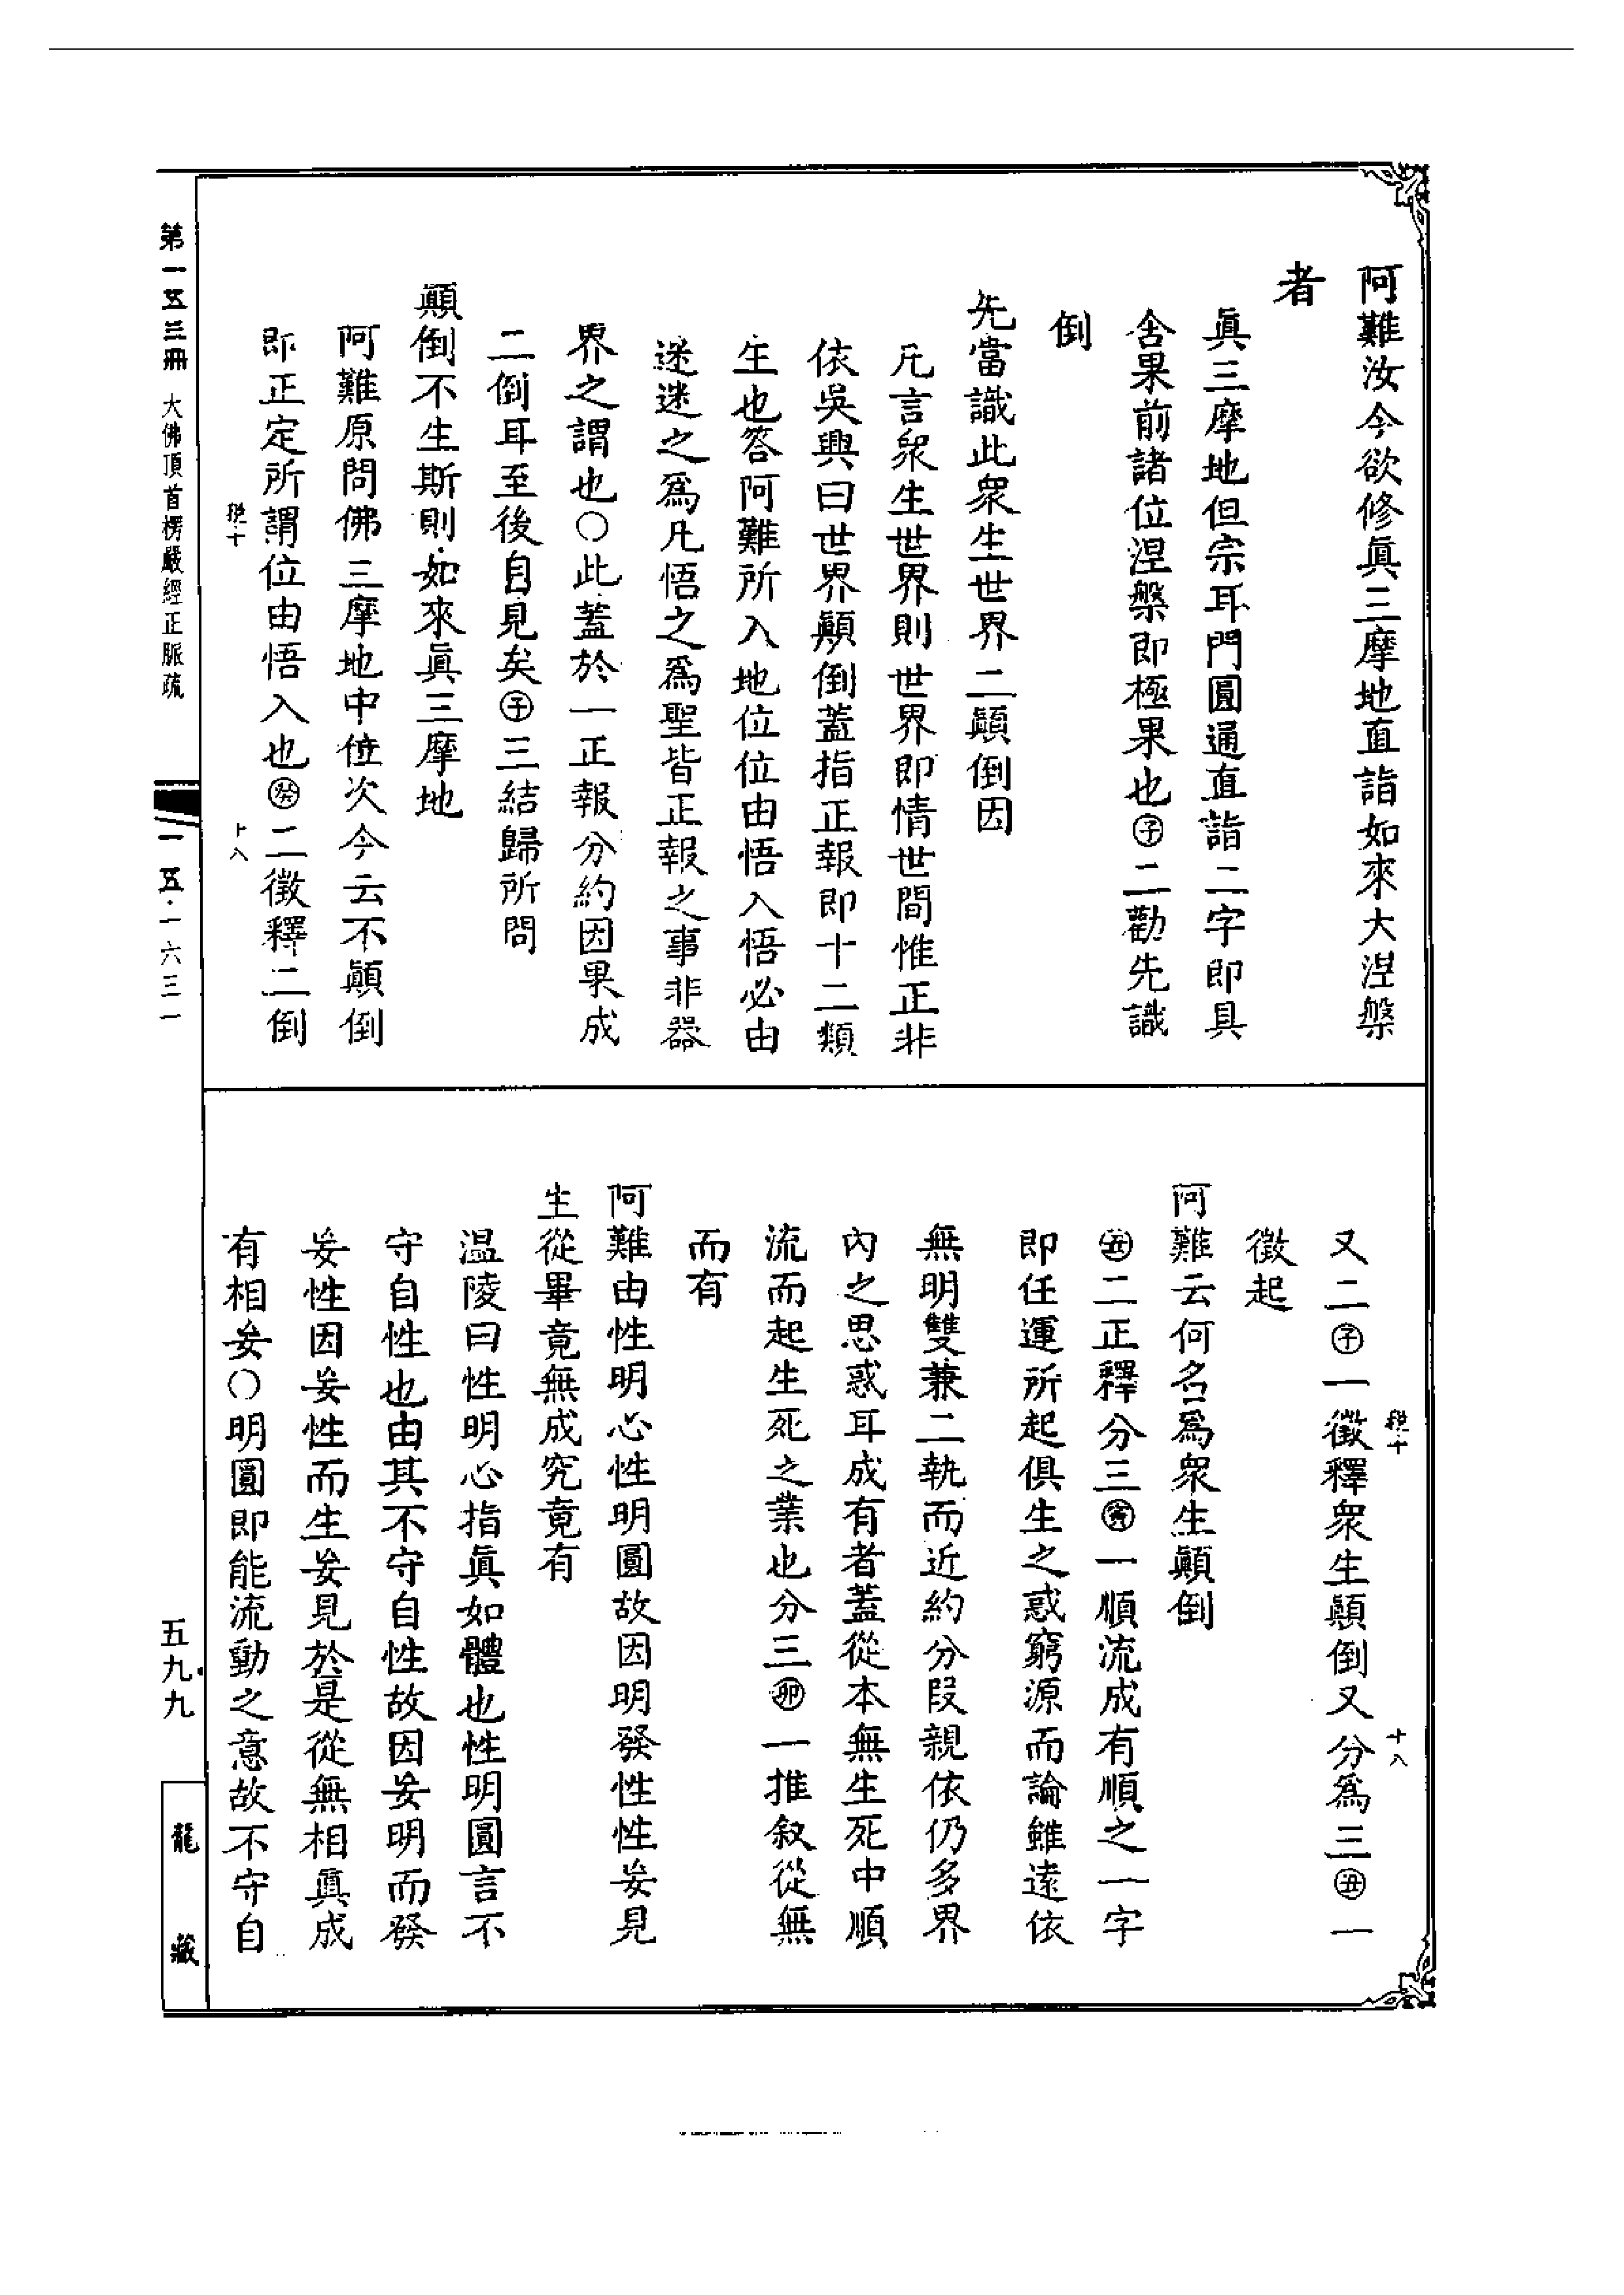 阿難汝今欲修眞三摩地直詣如來大涅槃
者
眞三摩地但宗耳門圓通直詣二字即具
含果前諸位涅槃即極果也㊛子二勸先識
倒
先當識此衆生世界二顛倒因
凡言衆生世界則世界即情世間惟正非
依吳興曰世界顛倒蓋指正報即十二類
生也答阿難所入地位位由悟入悟必由
迷迷之爲凡悟之爲聖皆正報之事非器
界之謂也○此蓋於一正報分約因果成
二倒耳至後自見矣子三結歸所問
顛倒不生斯則如來眞三摩地
阿難原問佛三摩地中位次今云不顛倒
即正定所謂位由悟入也癸二徵釋二倒
十八
又二子一徵釋衆生顛倒又分爲三丑一
徵起
阿難云何名爲衆生顛倒
丑二正釋分三寅一順流成有順之一字
即任運所起俱生之惑窮源而論雖遠依
無明雙兼二執而近約分段親依仍多界
內之思惑耳成有者蓋從本無生死中順
流而起生死之業也分三卯一推叙從無
而有
阿難由性明心性明圓故因明發性性妄見
生從畢竟無成究竟有
温陵曰性明心指眞如體也性明圓言不
守自性也由其不守自性故因妄明而發
妄性因妄性而生妄見於是從無相眞成
有相妄○明圓即能流動之意故不守自
十八
第一五三冊 大佛頂首楞嚴經正脈疏
一五·一六三一
五九九
龍藏